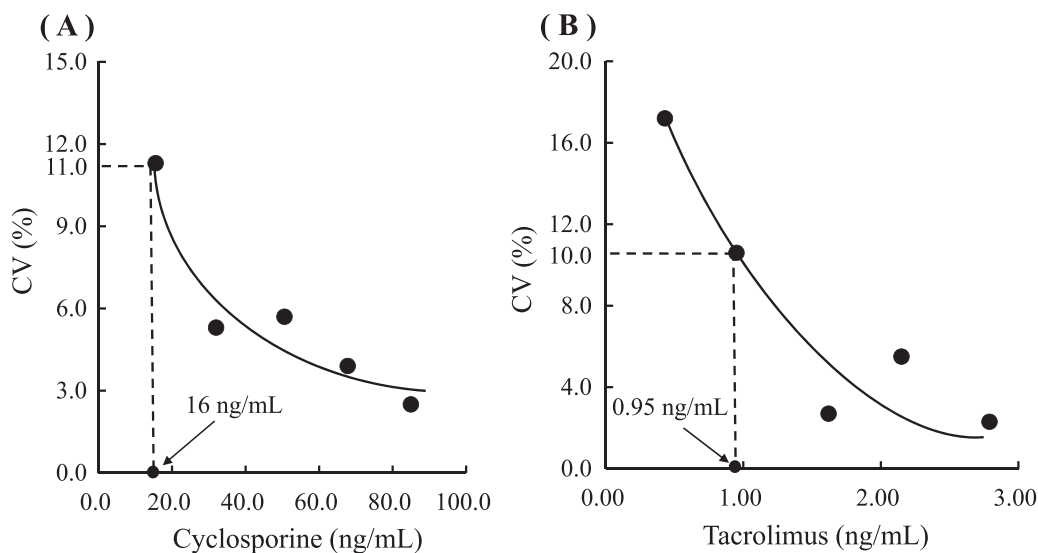 ( A )
15.0
12.0
11.0
9.0
6.0
3.0
0.0
CV (%)
16 ng/mL
0.0 20.0 40.0 60.0 80.0 100.0
Cyclosporine (ng/mL)
( B )
20.0
16.0
12.0
10.0
8.0
4.0
0.0
CV (%)
0.95 ng/mL
0.00 1.00 2.00 3.00
Tacrolimus (ng/mL)